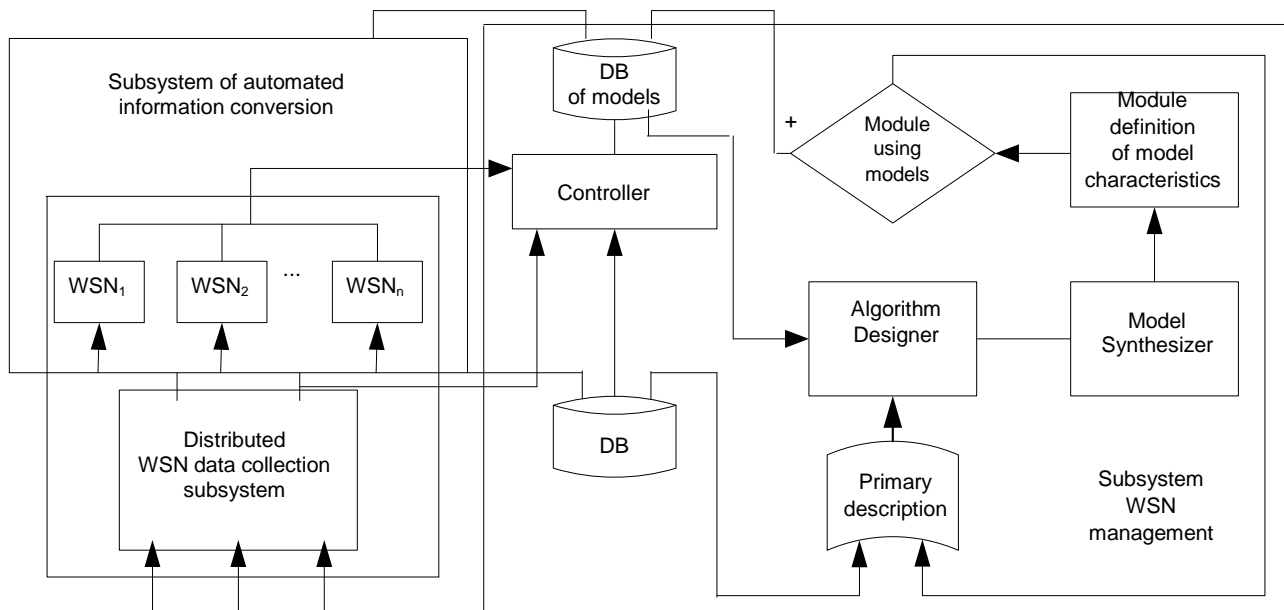 Subsystem of automated
information conversion
DB
of models
+
Module
using
models
Module
definition
of model
characteristics
Controller
WSN₁
WSN₂
...
WSNₙ
Algorithm
Designer
Model
Synthesizer
Distributed
WSN data collection
subsystem
DB
Primary
description
Subsystem
WSN
management